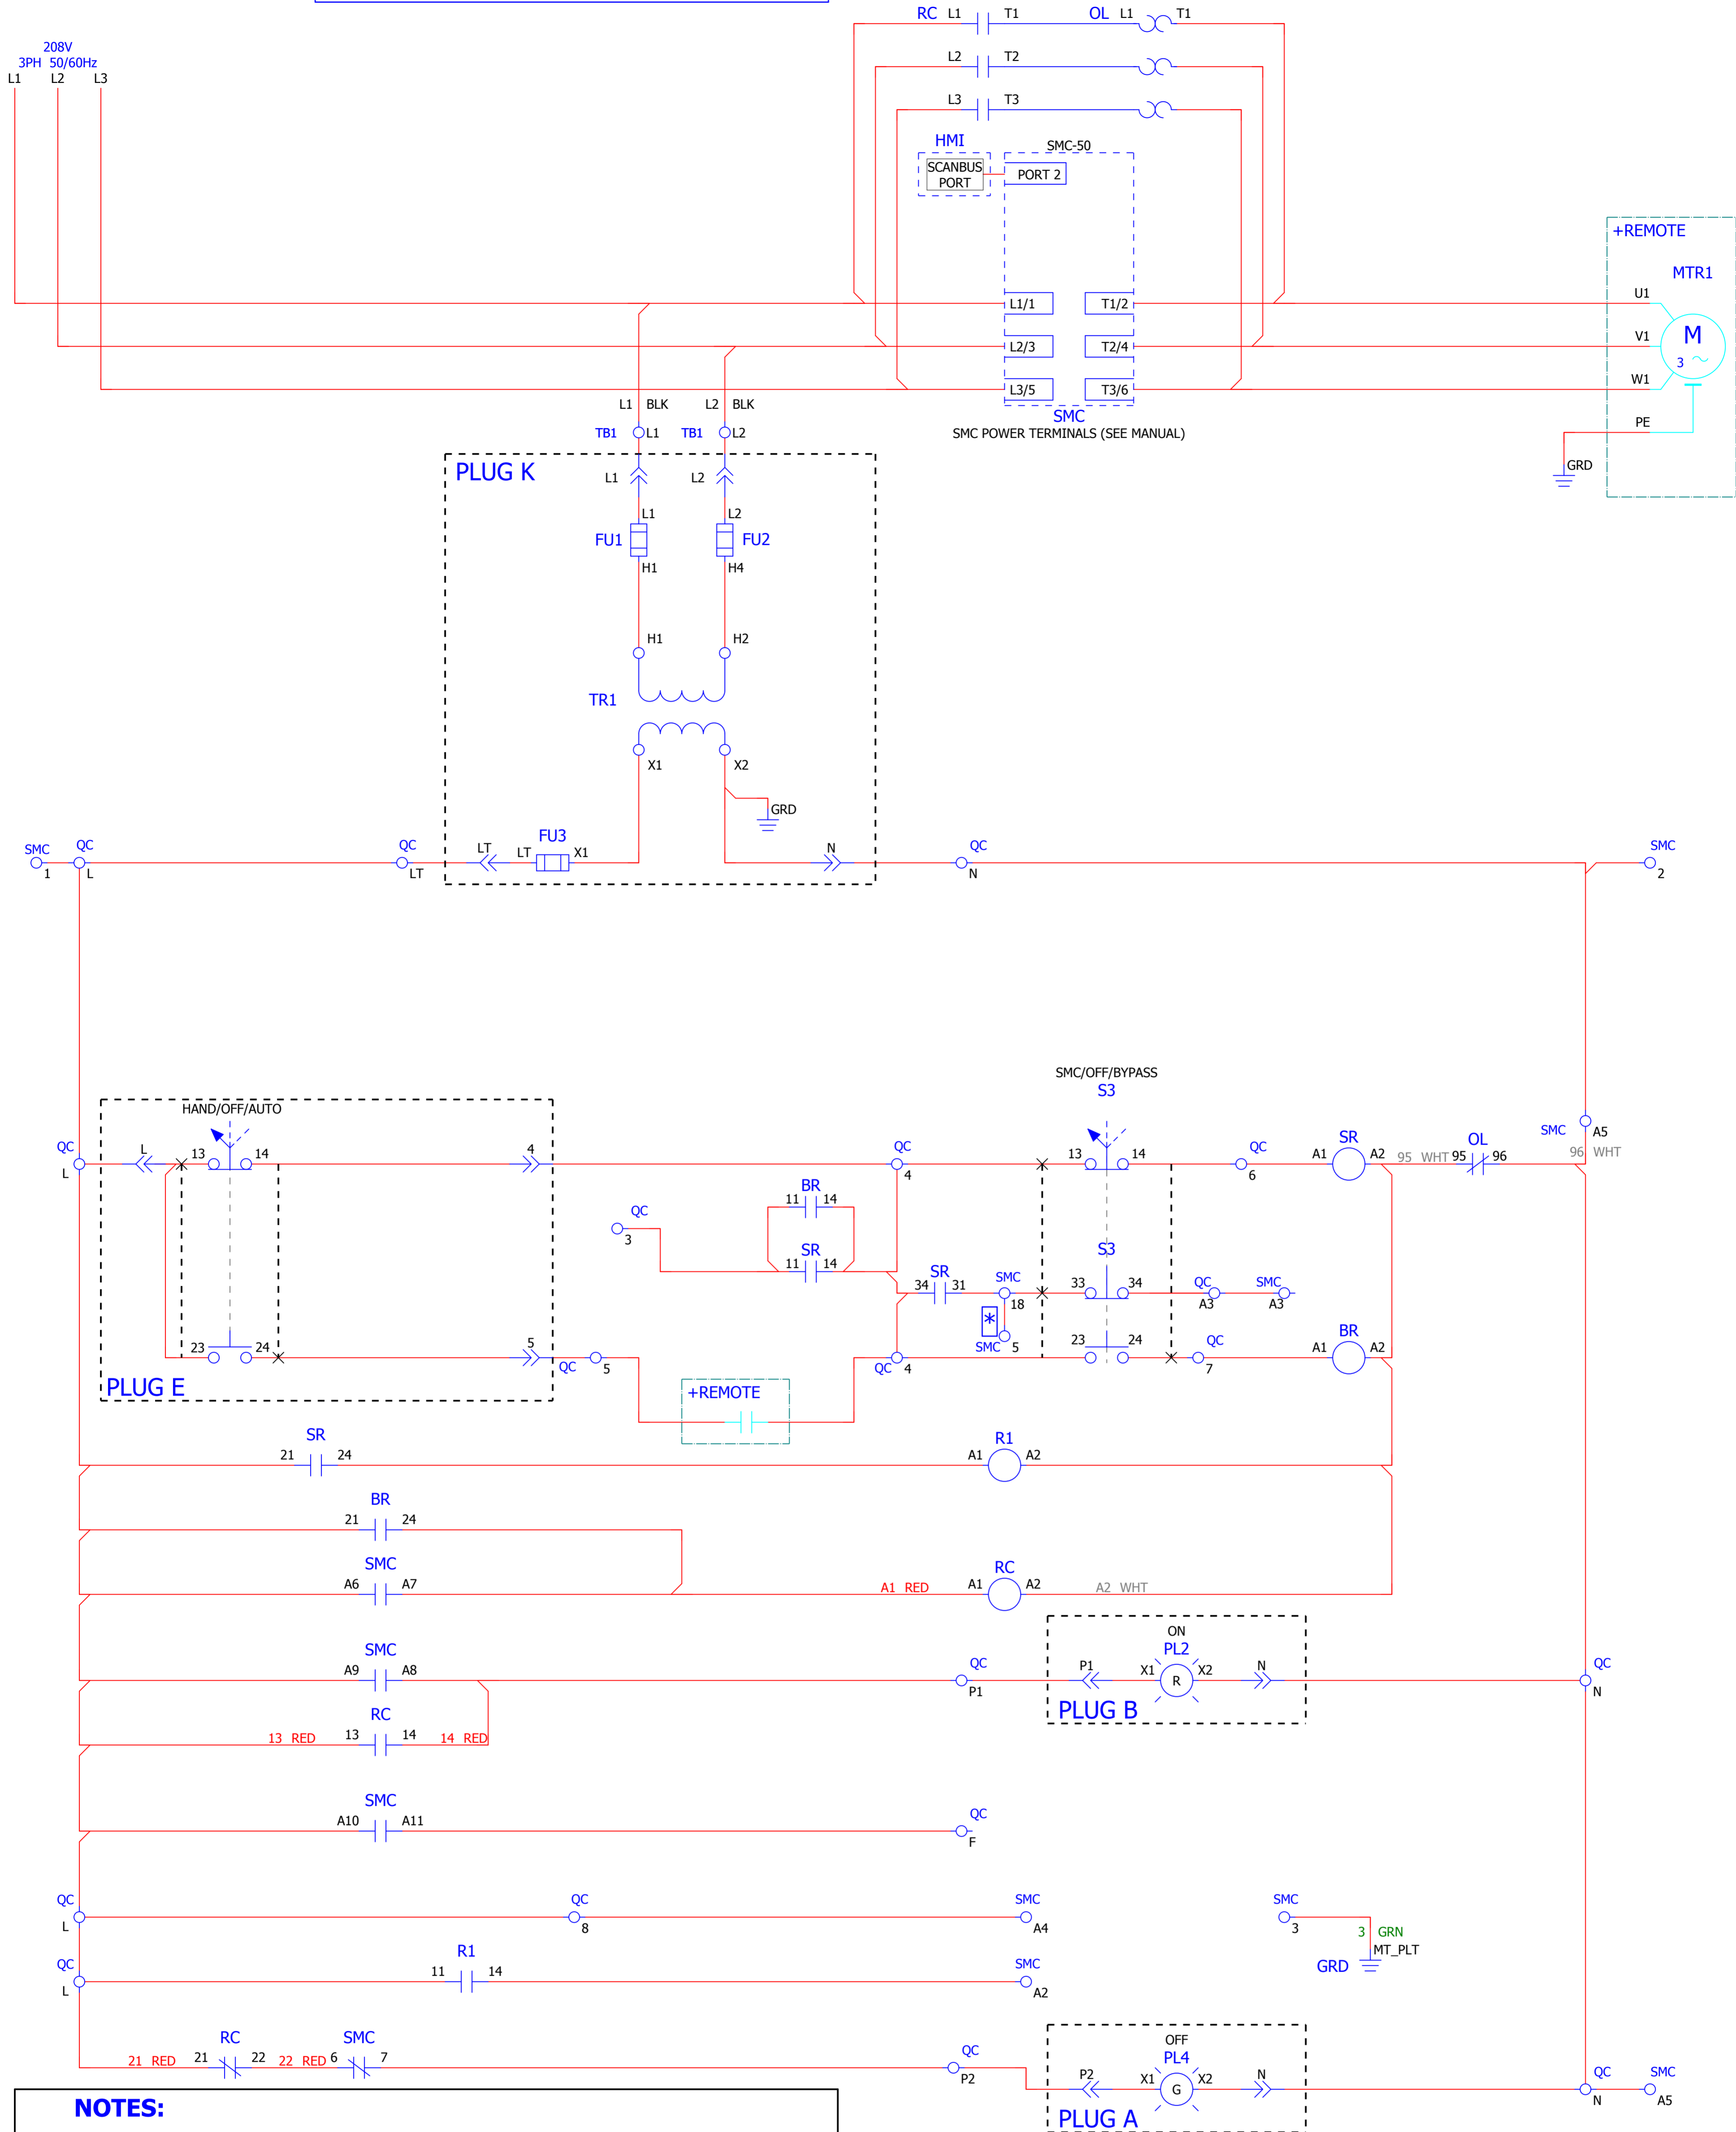 RC L1 T1 OL L1 T1
208V
3PH 50/60Hz
L1 L2 L3
L2 T2
L3 T3
HMI
SMC-50
SCANBUS
PORT
PORT 2
+REMOTE
MTR1
L1/1 T1/2 U1
L2/3 T2/4 V1
M
3
L3/5 T3/6 W1
L1 BLK L2 BLK
SMC
PE
TB1 L1 TB1 L2
SMC POWER TERMINALS (SEE MANUAL)
GRD
PLUG K
L1 L2
L1 L2
FU1 FU2
H1 H4
H1 H2
TR1
X1 X2
GRD
FU3
SMC QC QC LT LT X1 N QC SMC
1 L LT N 2
SMC/OFF/BYPASS
S3
HAND/OFF/AUTO
SMC A5
QC L 13 14 4 QC 13 14 QC SR OL
A1 A2 95 WHT 95 96 96 WHT
L 4 6
BR
11 14
QC
3
SR
11 14
S3
SR
34 31 SMC 33 34 QC SMC
18 A3 A3
*
SMC 5
23 24 5 23 24 QC BR
A1 A2
QC 5 QC 4 7
PLUG E
+REMOTE
SR R1
21 24 A1 A2
BR
21 24
SMC RC
A6 A7 A1 RED A1 A2 A2 WHT
ON
SMC PL2
A9 A8 QC P1 X1 X2 N QC
R
P1 N
PLUG B
RC
13 RED 13 14 14 RED
SMC
A10 A11 QC
F
QC QC SMC SMC
L 8 A4 3
3 GRN
MT_PLT
GRD
QC R1 SMC
11 14
L A2
OFF
RC SMC PL4
21 RED 21 22 22 RED 6 7 QC P2 X1 X2 N QC SMC
P2 G N A5
PLUG A
NOTES: